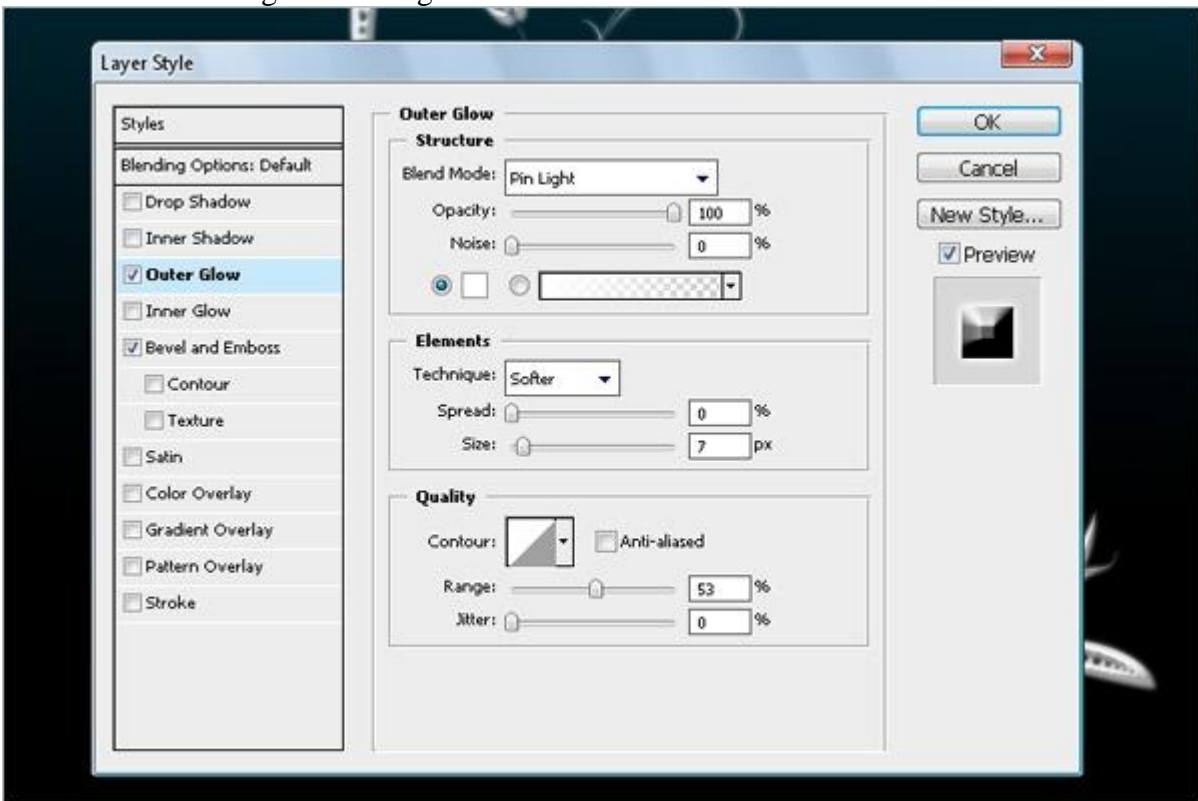 Layer Style
Styles
Blending Options: Default
Drop Shadow
Inner Shadow
Outer Glow
Inner Glow
Bevel and Emboss
Contour
Texture
Satin
Color Overlay
Gradient Overlay
Pattern Overlay
Stroke
Outer Glow
Structure
Blend Mode: Pin Light
Opacity: 100 %
Noise: 0 %
Elements
Technique: Softer
Spread: 0 %
Size: 7 px
Quality
Contour: Anti-aliased
Range: 53 %
Jitter: 0 %
OK
Cancel
New Style...
Preview